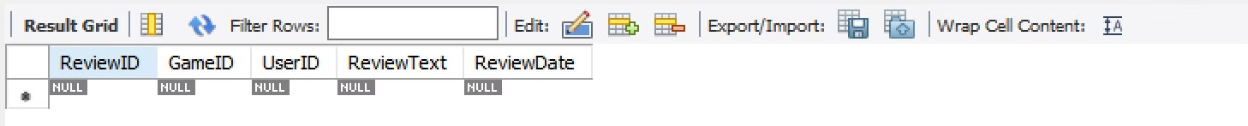 Result Grid Filter Rows: Edit: Export/Import: Wrap Cell Content: IA
ReviewID GameID UserID ReviewText ReviewDate
* NULL NULL NULL NULL NULL